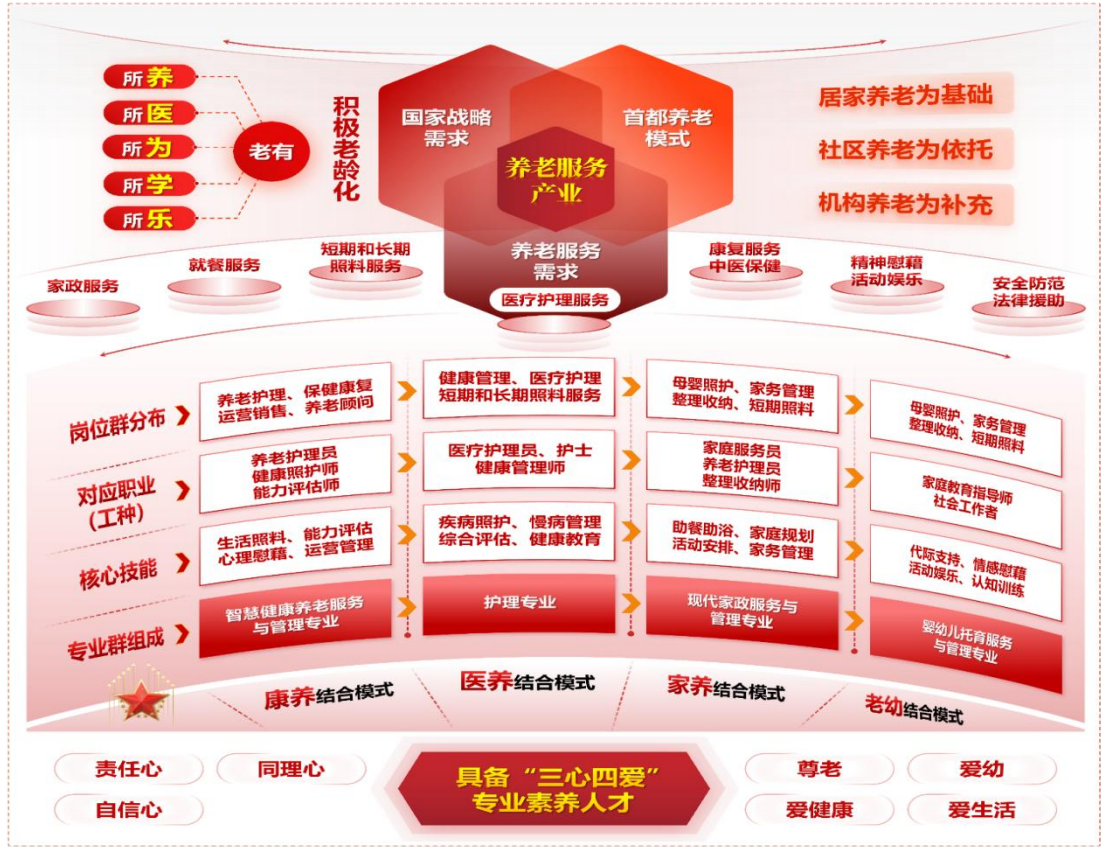 所养
所医
所为
所学
所乐
老有
积极老龄化
国家战略
需求
首都养老
模式
养老服务
产业
养老服务
需求
居家养老为基础
社区养老为依托
机构养老为补充
家政服务
就餐服务
短期和长期
照料服务
医疗护理服务
康复服务
中医保健
精神慰藉
活动娱乐
安全防范
法律援助
岗位群分布
养老护理、保健康复
运营销售、养老顾问
健康管理、医疗护理
短期和长期照料服务
母婴照护、家务管理
整理收纳、短期照料
母婴照护、家务管理
整理收纳、短期照料
对应职业
（工种）
养老护理员
健康照护师
能力评估师
医疗护理员、护士
健康管理师
家庭服务员
养老护理员
整理收纳师
家庭教育指导师
社会工作者
核心技能
生活照料、能力评估
心理慰藉、运营管理
疾病照护、慢病管理
综合评估、健康教育
助餐助浴、家庭规划
活动安排、家务管理
代际支持、情感慰藉
活动娱乐、认知训练
专业群组成
智慧健康养老服务
与管理专业
护理专业
现代家政服务与
管理专业
婴幼儿托育服务
与管理专业
康养结合模式
医养结合模式
家养结合模式
老幼结合模式
责任心
同理心
自信心
具备“三心四爱”
专业素养人才
尊老
爱幼
爱健康
爱生活